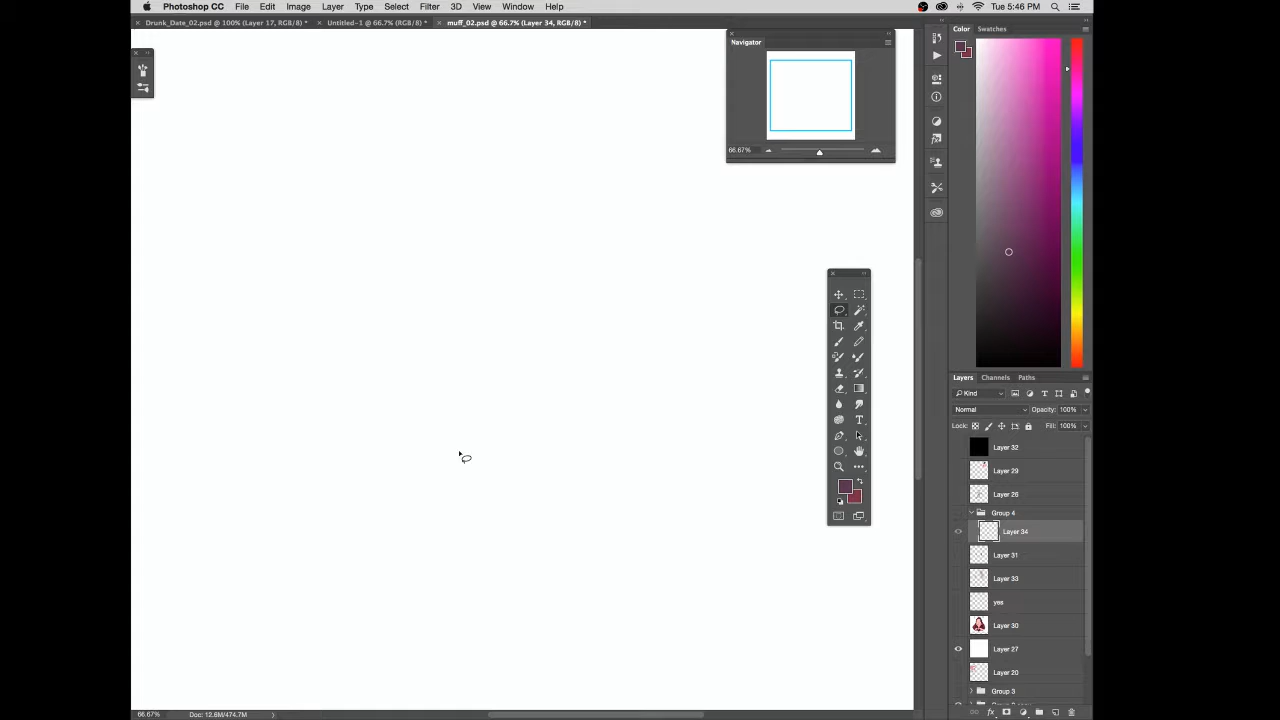 Photoshop CC File Edit Image Layer Type Select Filter 3D View Window Help Tue 5:46 PM
Drunk_Date_02.psd @ 100% (Layer 17, RGB/8) * Untitled-1 @ 66.7% (RGB/8) * muff_02.psd @ 66.7% (Layer 34, RGB/8) *
Color Swatches
Navigator
66.67%
Layers Channels Paths
Kind
Normal Opacity: 100%
Lock: Fill: 100%
Layer 32
Layer 29
Layer 26
Group 4
Layer 34
Layer 31
Layer 33
yes
Layer 30
Layer 27
Layer 20
Group 3
66.67% Doc: 12.6M/474.7M